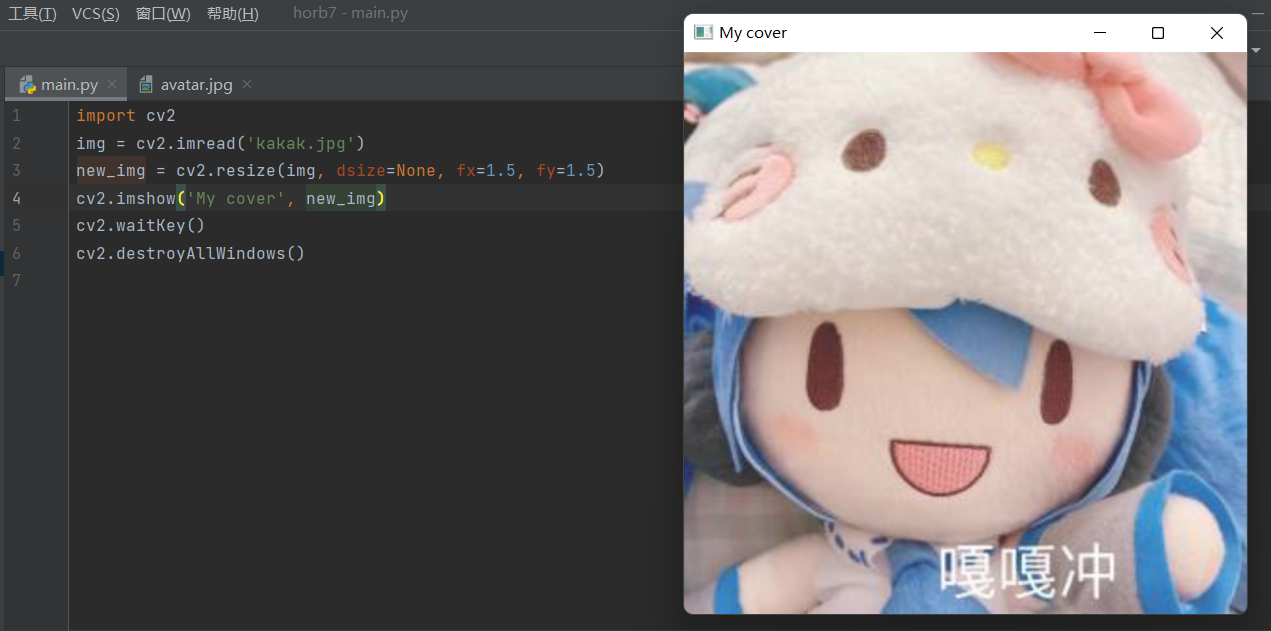 工具(T) VCS(S) 窗口(W) 帮助(H) horb7 - main.py
My cover
main.py avatar.jpg
1 import cv2
2 img = cv2.imread('kakak.jpg')
3 new_img = cv2.resize(img, dsize=None, fx=1.5, fy=1.5)
4 cv2.imshow('My cover', new_img)
5 cv2.waitKey()
6 cv2.destroyAllWindows()
7
嘎嘎冲